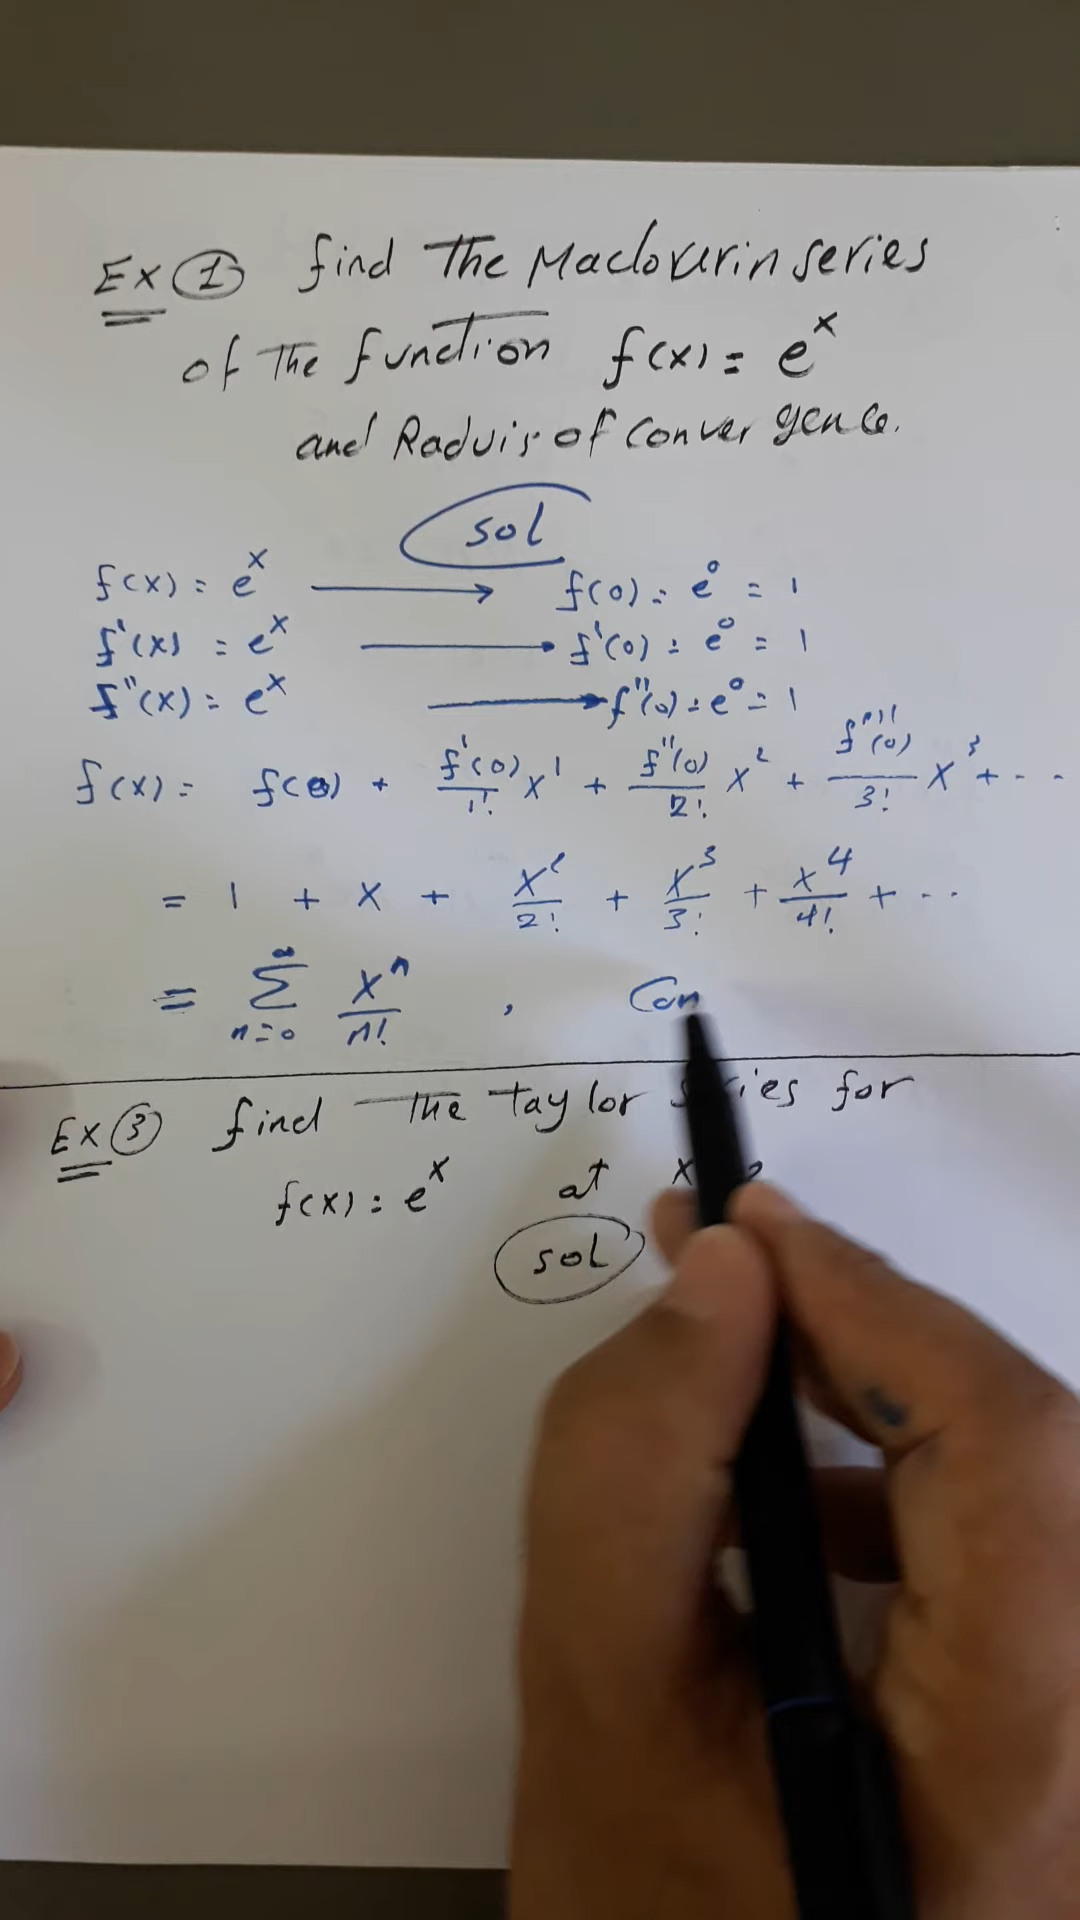 Ex ① find The Maclourin series
of The function f(x) = e^x
and Raduis of Convergence.
sol
f(x) = e^x → f(0) = e^0 = 1
f'(x) = e^x → f'(0) = e^0 = 1
f''(x) = e^x → f''(0) = e^0 = 1
f(x) = f(0) + f'(0)/1! x^1 + f''(0)/2! x^2 + f'''(0)/3! x^3 + ...
= 1 + x + x^2/2! + x^3/3! + x^4/4! + ...
= ∑_{n=0}^{∞} x^n/n! , Con
Ex ③ find The Taylor for
f(x) = e^x at x
sol